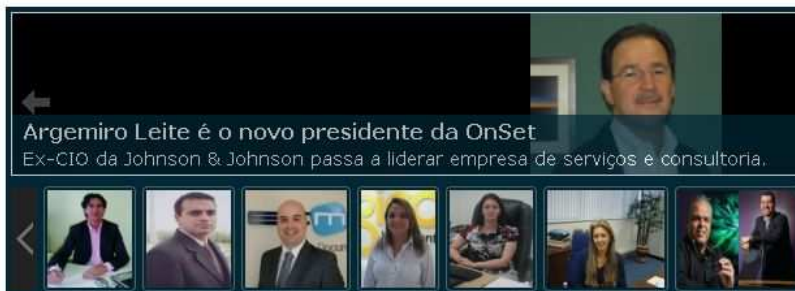 Argemiro Leite é o novo presidente da OnSet
Ex-CIO da Johnson & Johnson passa a liderar empresa de serviços e consultoria.